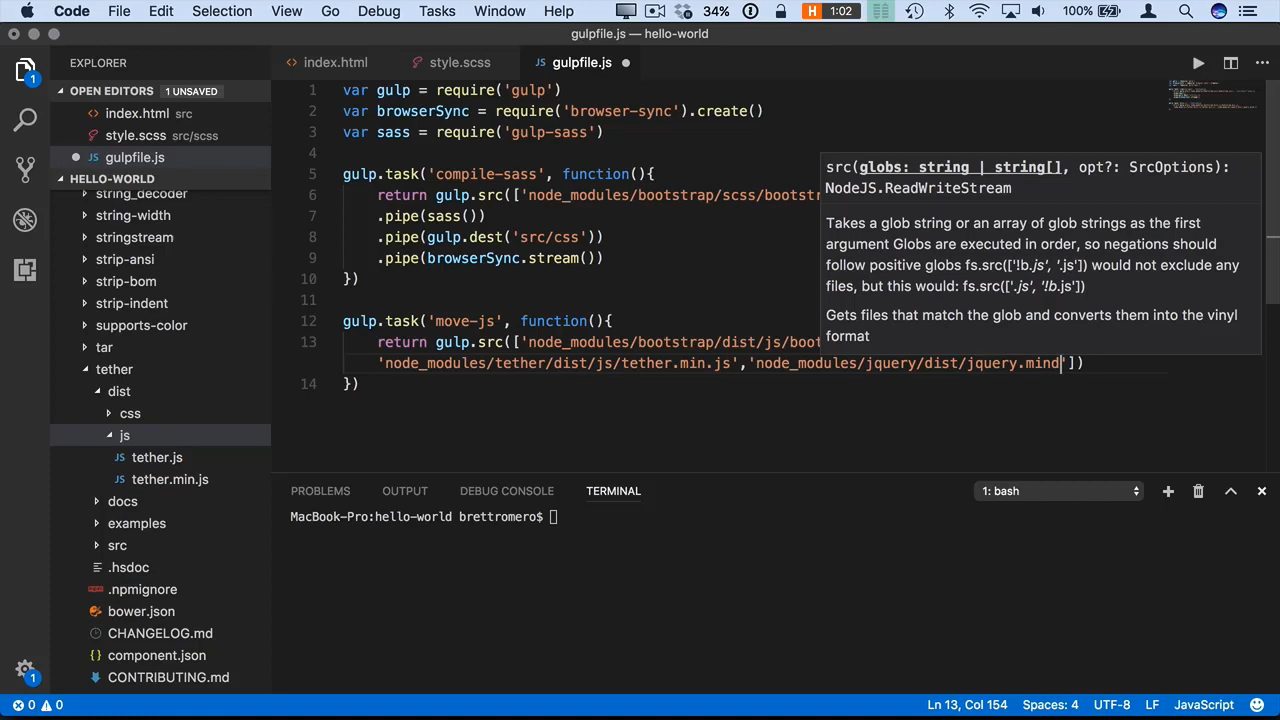 Code File Edit Selection View Go Debug Tasks Window Help 34% H 1:02 100%
gulpfile.js — hello-world
EXPLORER
index.html
style.scss
JS gulpfile.js
OPEN EDITORS 1 UNSAVED
index.html src
style.scss src/scss
JS gulpfile.js
HELLO-WORLD
string_decoder
string-width
stringstream
strip-ansi
strip-bom
strip-indent
supports-color
tar
tether
dist
css
js
JS tether.js
JS tether.min.js
docs
examples
src
.hsdoc
.npmignore
bower.json
CHANGELOG.md
{} component.json
CONTRIBUTING.md
1
1
1 var gulp = require('gulp')
2 var browserSync = require('browser-sync').create()
3 var sass = require('gulp-sass')
4
5 gulp.task('compile-sass', function(){
6 return gulp.src(['node_modules/bootstrap/scss/bootst
7 .pipe(sass())
8 .pipe(gulp.dest('src/css'))
9 .pipe(browserSync.stream())
10 })
11
12 gulp.task('move-js', function(){
13 return gulp.src(['node_modules/bootstrap/dist/js/boot
'node_modules/tether/dist/js/tether.min.js','node_modules/jquery/dist/jquery.mind'])
14 })
src(globs: string | string[], opt?: SrcOptions):
NodeJS.ReadWriteStream
Takes a glob string or an array of glob strings as the first
argument Globs are executed in order, so negations should
follow positive globs fs.src(['!b.js', '.js']) would not exclude any
files, but this would: fs.src(['.js', '!b.js'])
Gets files that match the glob and converts them into the vinyl
format
PROBLEMS OUTPUT DEBUG CONSOLE TERMINAL 1: bash
MacBook-Pro:hello-world brettromero$
0 0 Ln 13, Col 154 Spaces: 4 UTF-8 LF JavaScript